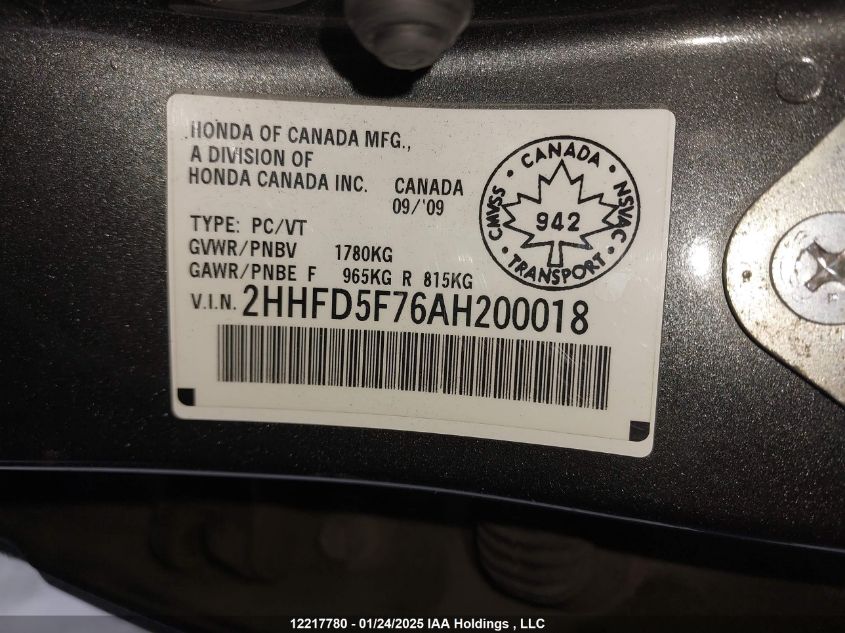 HONDA OF CANADA MFG.,
A DIVISION OF
HONDA CANADA INC. CANADA
09/'09
TYPE: PC/VT
GVWR/PNBV 1780KG
GAWR/PNBE F 965KG R 815KG
V.I.N. 2HHFD5F76AH200018
CANADA
CMVSS 942 NSVAC
TRANSPORT
12217780 - 01/24/2025 IAA Holdings , LLC